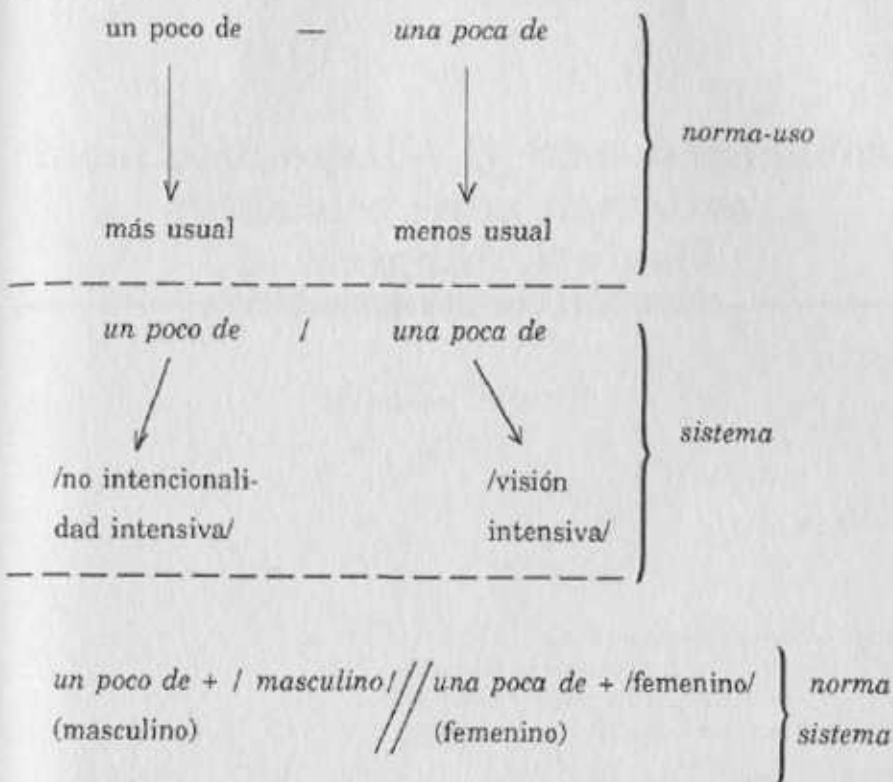 un poco de — una poca de
norma-uso
más usual menos usual
un poco de / una poca de
sistema
/no intencionali- /visión
dad intensiva/ intensiva/
un poco de + / masculino/ // una poca de + /femenino/ norma
(masculino) (femenino) sistema